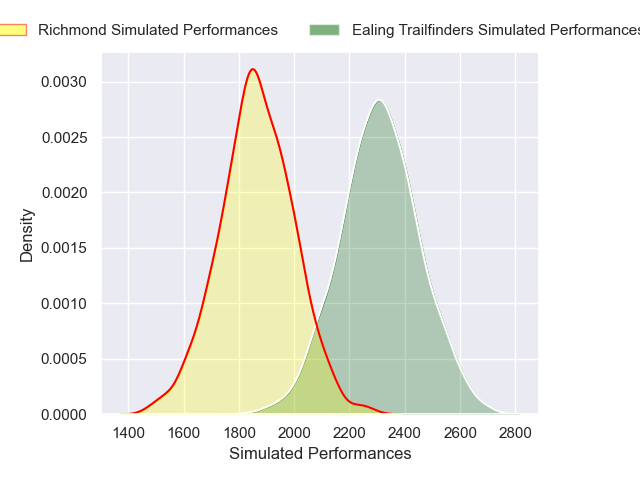 Richmond Simulated Performances
Ealing Trailfinders Simulated Performances
0.0030
0.0025
0.0020
0.0015
0.0010
0.0005
0.0000
Density
1400 1600 1800 2000 2200 2400 2600 2800
Simulated Performances